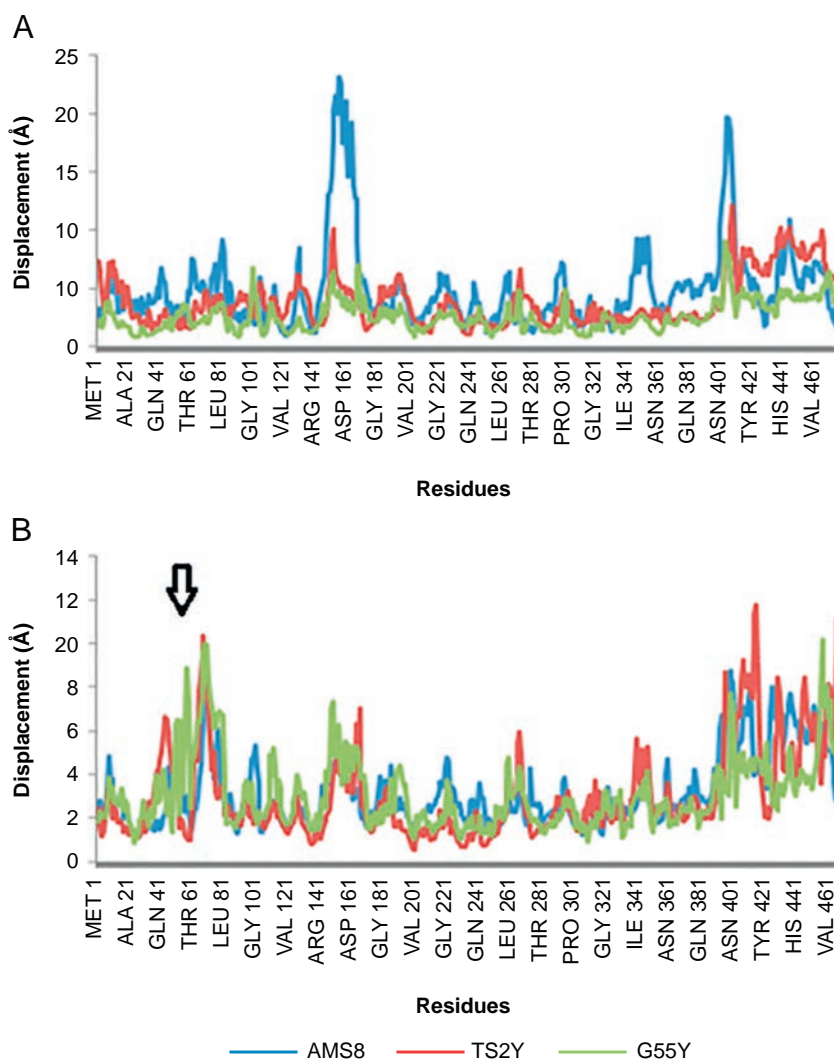 A
Displacement (Å)
25
20
15
10
10
0
MET 1
ALA 21
GLN 41
THR 61
LEU 81
GLY 101
VAL 121
ARG 141
ASP 161
GLY 181
VAL 201
GLY 221
GLN 241
LEU 261
THR 281
PRO 301
GLY 321
ILE 341
ASN 361
GLN 381
ASN 401
TYR 421
HIS 441
VAL 461
Residues
B
Displacement (Å)
14
12
20
8
6
4
2
0
MET 1
ALA 21
GLN 41
THR 61
LEU 81
GLY 101
VAL 121
ARG 141
ASP 161
GLY 181
VAL 201
GLY 221
GLN 241
LEU 261
THR 281
PRO 301
GLY 321
ILE 341
ASN 361
GLN 381
ASN 401
TYR 421
HIS 441
VAL 461
Residues
AMS8 TS2Y G55Y